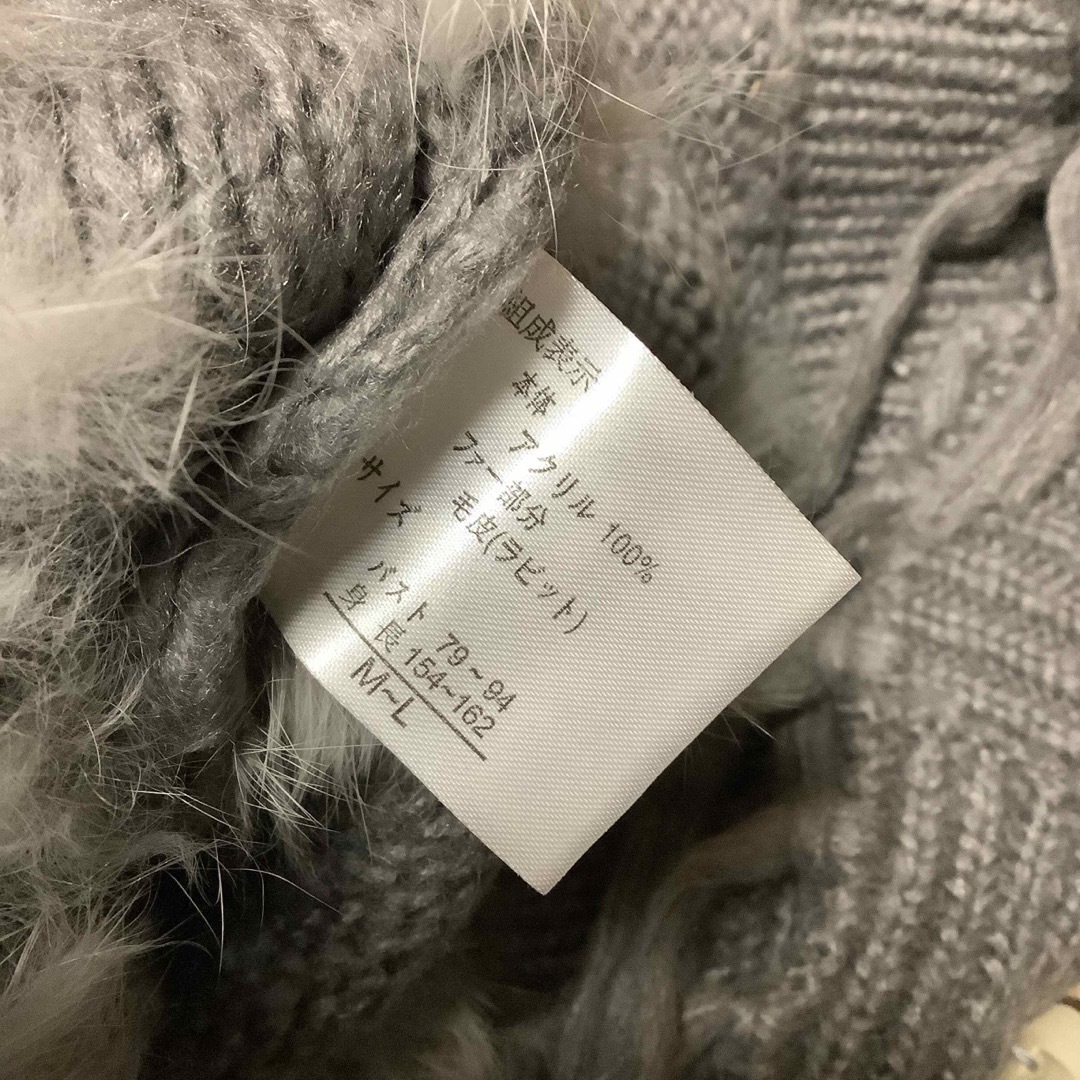 組成表示
本体
アクリル 100%
ファー部分
毛皮(ラビット)
サイズ
バスト 79~94
身長 154~162
M~L